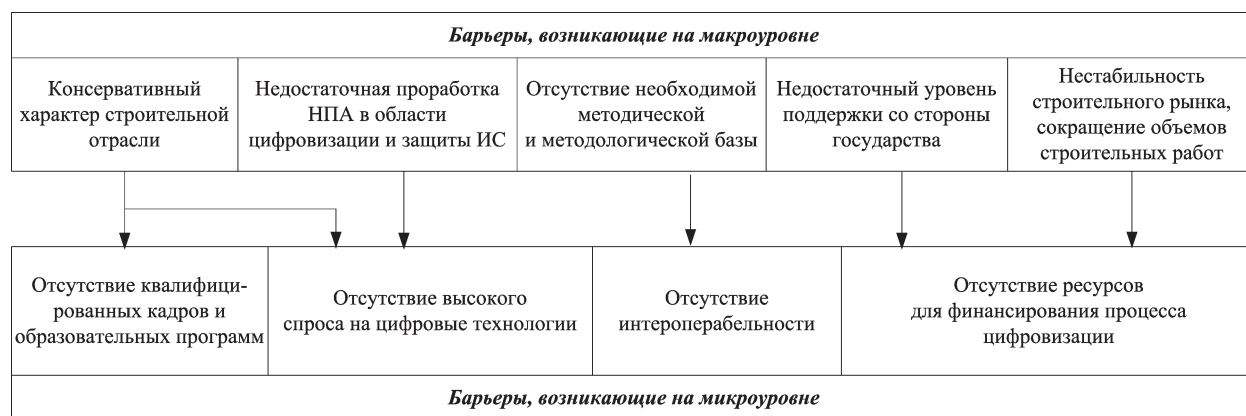 Барьеры, возникающие на макроуровне
Консервативный
характер строительной
отрасли
Недостаточная проработка
НПА в области
цифровизации и защиты ИС
Отсутствие необходимой
методической
и методологической базы
Недостаточный уровень
поддержки со стороны
государства
Нестабильность
строительного рынка,
сокращение объемов
строительных работ
Отсутствие квалифици-
рованных кадров и
образовательных программ
Отсутствие высокого
спроса на цифровые технологии
Отсутствие
интероперабельности
Отсутствие ресурсов
для финансирования процесса
цифровизации
Барьеры, возникающие на микроуровне